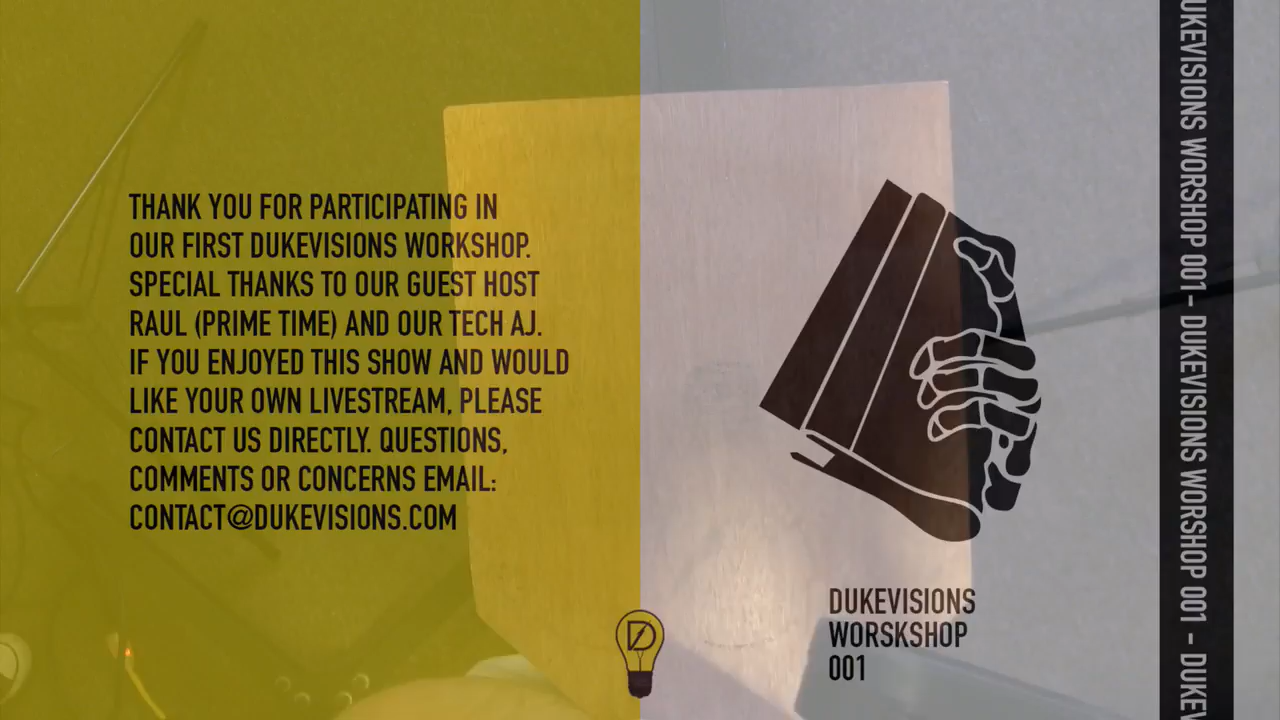 THANK YOU FOR PARTICIPATING IN
OUR FIRST DUKEVISIONS WORKSHOP.
SPECIAL THANKS TO OUR GUEST HOST
RAUL (PRIME TIME) AND OUR TECH AJ.
IF YOU ENJOYED THIS SHOW AND WOULD
LIKE YOUR OWN LIVESTREAM, PLEASE
CONTACT US DIRECTLY. QUESTIONS,
COMMENTS OR CONCERNS EMAIL:
CONTACT@DUKEVISIONS.COM
D
DUKEVISIONS
WORSKSHOP
001
UKEVISIONS WORSHOP 001 - DUKEVISIONS WORSHOP 001 - DUKEV